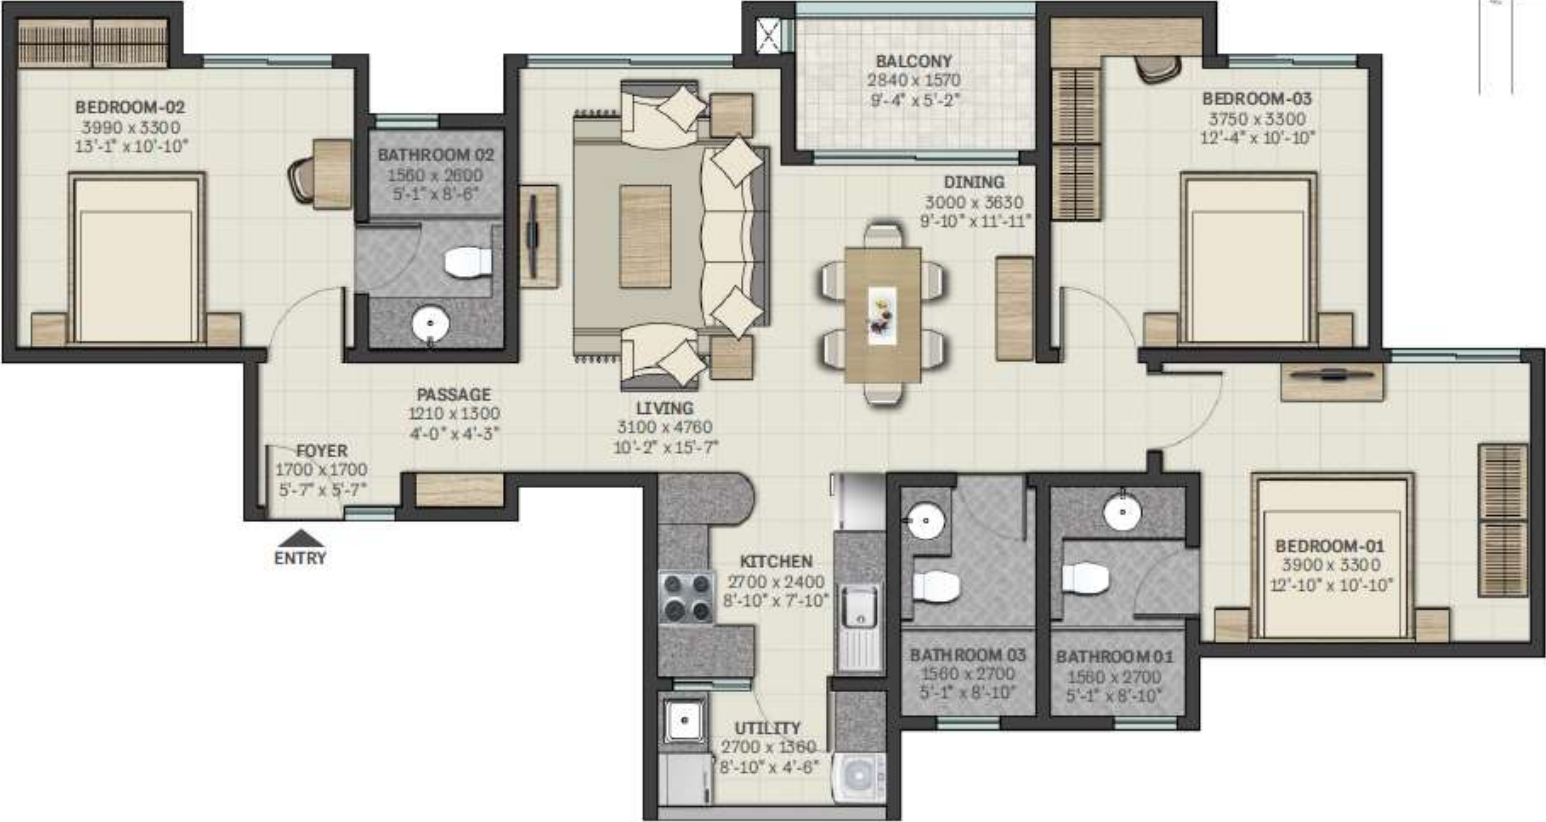 BALCONY
2840 x 1570
9'-4" x 5'-2"
BEDROOM-02
3990 x 3300
13'-1" x 10'-10"
BEDROOM-03
3750 x 3300
12'-4" x 10'-10"
BATHROOM 02
1560 x 2600
5'-1" x 8'-6"
DINING
3000 x 3630
9'-10" x 11'-11"
PASSAGE
1210 x 1300
4'-0" x 4'-3"
LIVING
3100 x 4760
10'-2" x 15'-7"
FOYER
1700 x 1700
5'-7" x 5'-7"
ENTRY
KITCHEN
2700 x 2400
8'-10" x 7'-10"
BEDROOM-01
3900 x 3300
12'-10" x 10'-10"
BATHROOM 03
1560 x 2700
5'-1" x 8'-10"
BATHROOM 01
1560 x 2700
5'-1" x 8'-10"
UTILITY
2700 x 1360
8'-10" x 4'-6"